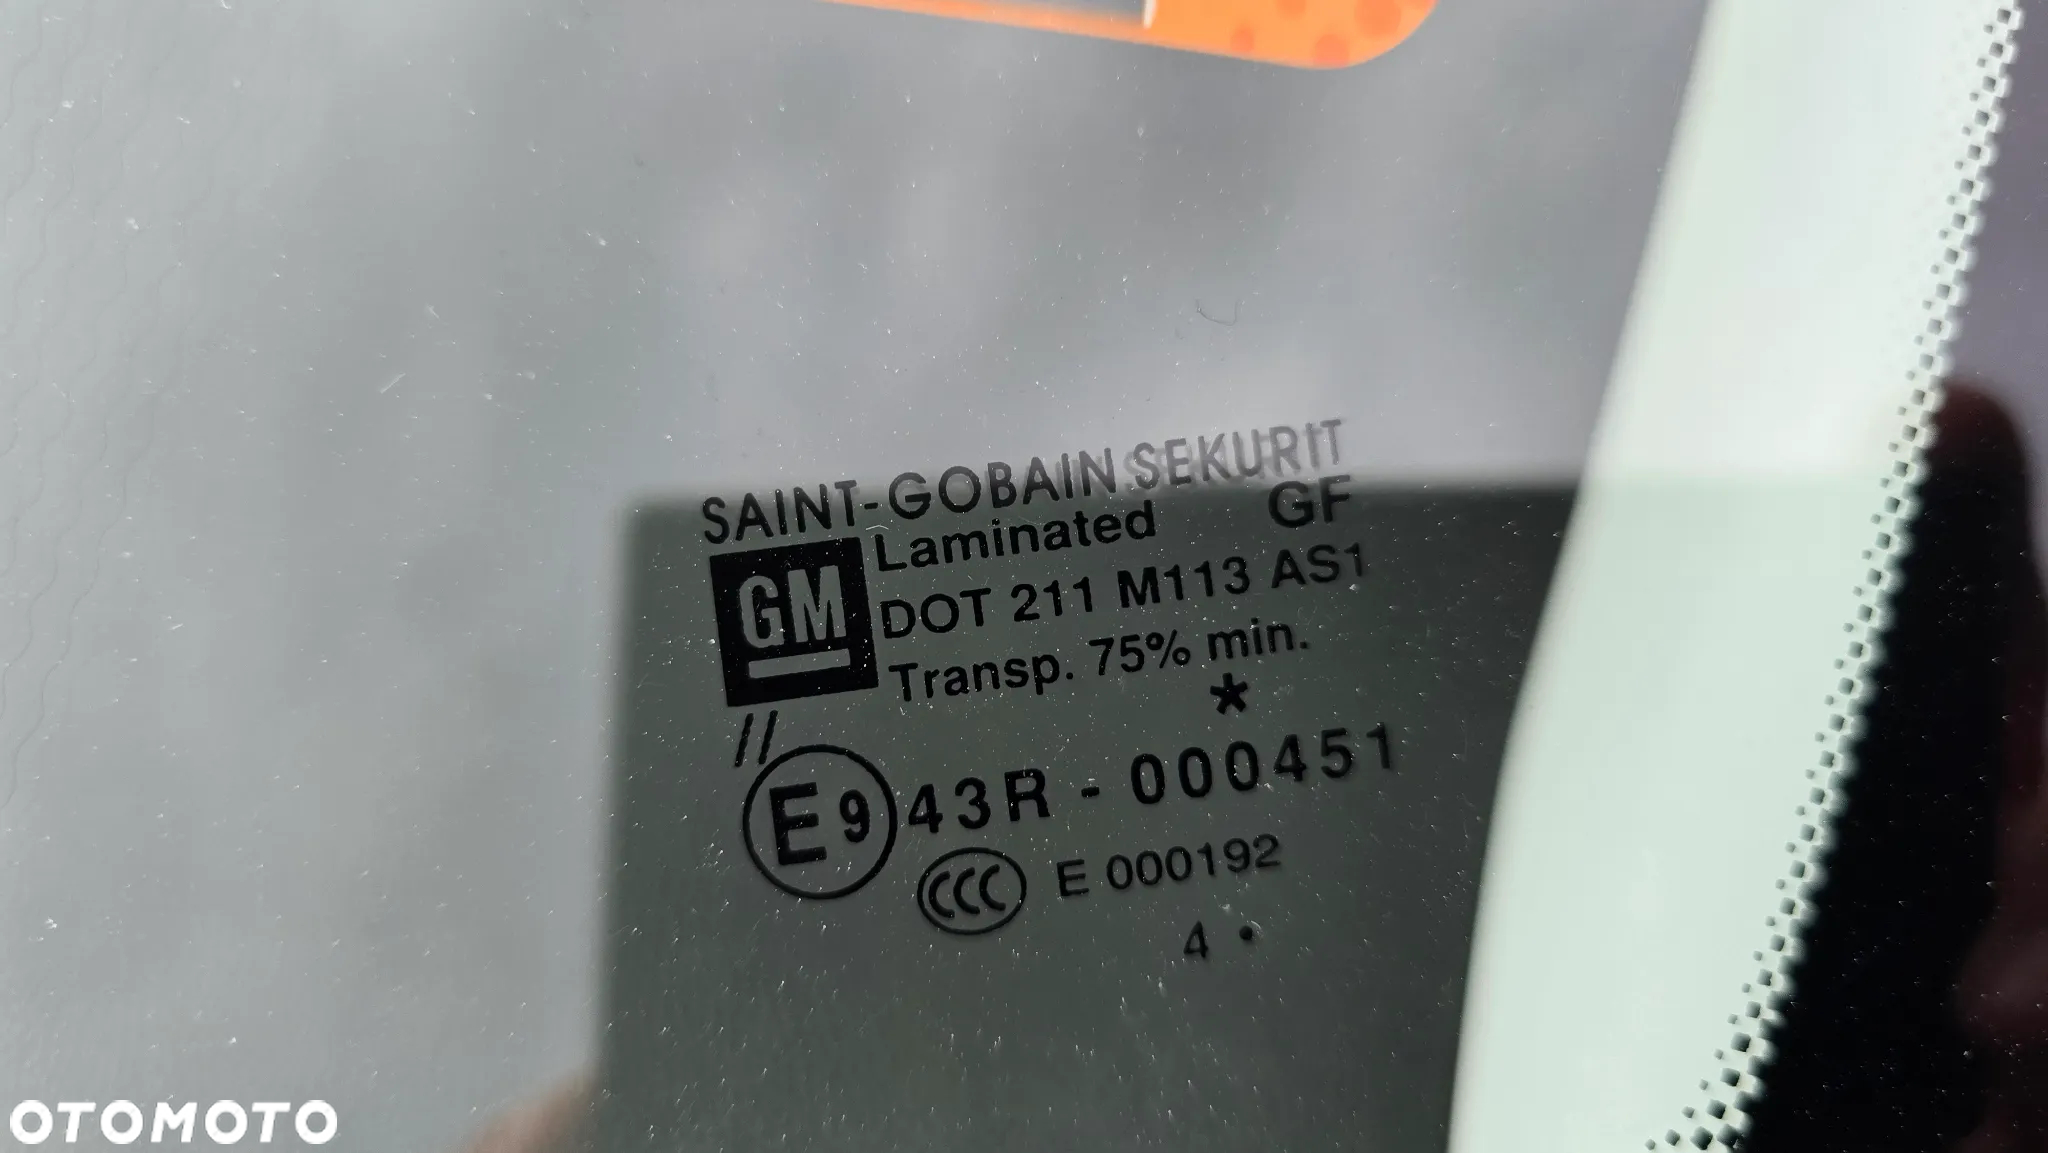 SAINT-GOBAIN SEKURIT
Laminated GF
GM
DOT 211 M113 AS1
Transp. 75% min.
*
//
E9 43R - 000451
CCC E 000192
4 •
OTOMOTO